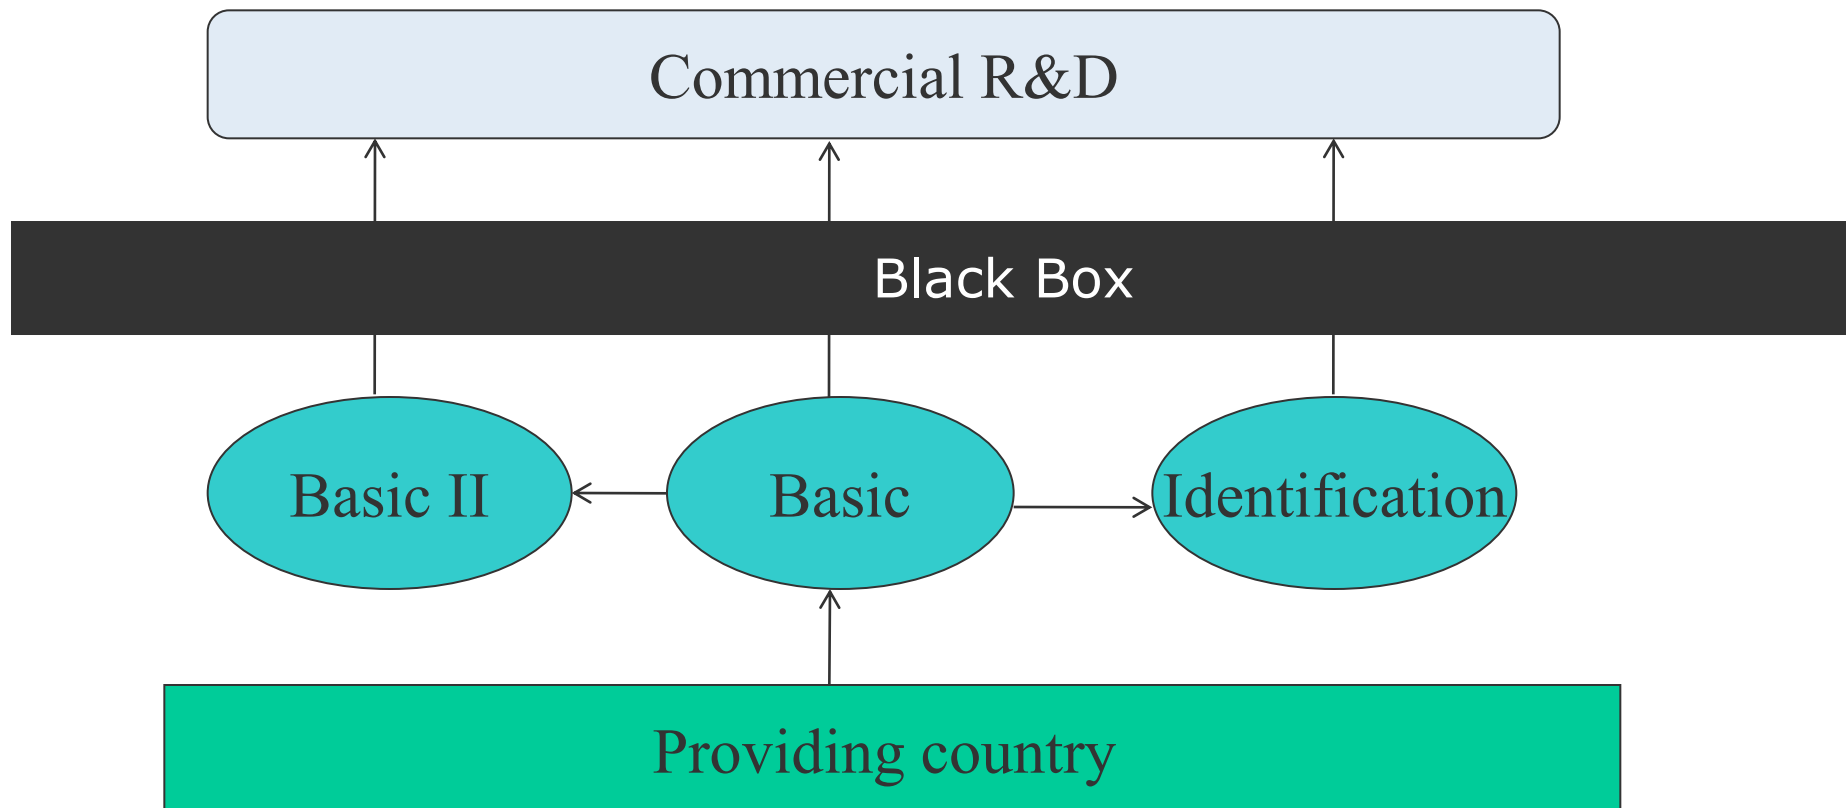 Commercial R&D
Black Box
Basic II
Basic
Identification
Providing country